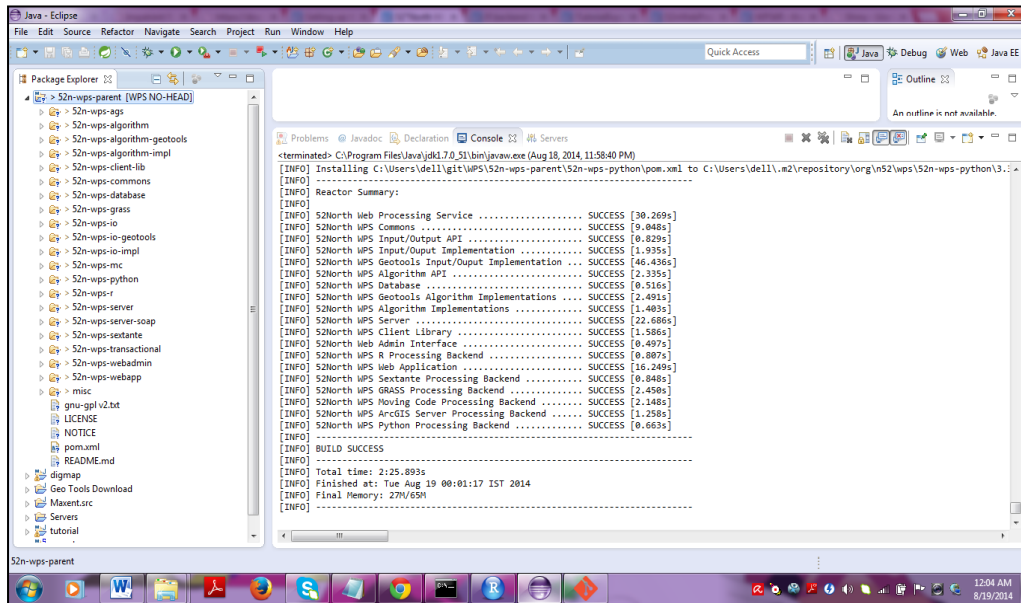 Java - Eclipse
File Edit Source Refactor Navigate Search Project Run Window Help
Quick Access
Java
Debug
Web
Java EE
Package Explorer
> 52n-wps-parent [WPS NO-HEAD]
> 52n-wps-ags
> 52n-wps-algorithm
> 52n-wps-algorithm-geotools
> 52n-wps-algorithm-impl
> 52n-wps-client-lib
> 52n-wps-commons
> 52n-wps-database
> 52n-wps-grass
> 52n-wps-io
> 52n-wps-io-geotools
> 52n-wps-io-impl
> 52n-wps-mc
> 52n-wps-python
> 52n-wps-r
> 52n-wps-server
> 52n-wps-server-soap
> 52n-wps-sextante
> 52n-wps-transactional
> 52n-wps-webadmin
> 52n-wps-webapp
> misc
gnu-gpl v2.txt
LICENSE
NOTICE
pom.xml
README.md
digmap
Geo Tools Download
Maxent.src
Servers
tutorial
Outline
An outline is not available.
Problems @ Javadoc Declaration Console Servers
<terminated> C:\Program Files\Java\jdk1.7.0_51\bin\javaw.exe (Aug 18, 2014, 11:58:40 PM)
[INFO] Installing C:\Users\dell\git\WPS\52n-wps-parent\52n-wps-python\pom.xml to C:\Users\dell\.m2\repository\org\n52\wps\52n-wps-python\3.
[INFO] ------------------------------------------------------------------------
[INFO] Reactor Summary:
[INFO]
[INFO] 52North Web Processing Service .................... SUCCESS [30.269s]
[INFO] 52North WPS Commons ............................... SUCCESS [9.048s]
[INFO] 52North WPS Input/Output API ...................... SUCCESS [0.829s]
[INFO] 52North WPS Input/Ouput Implementation ............ SUCCESS [1.935s]
[INFO] 52North WPS Geotools Input/Ouput Implementation ... SUCCESS [46.436s]
[INFO] 52North WPS Algorithm API ......................... SUCCESS [2.335s]
[INFO] 52North WPS Database .............................. SUCCESS [0.516s]
[INFO] 52North WPS Geotools Algorithm Implementations .... SUCCESS [2.491s]
[INFO] 52North WPS Algorithm Implementations ............. SUCCESS [1.403s]
[INFO] 52North WPS Server ................................ SUCCESS [22.686s]
[INFO] 52North WPS Client Library ........................ SUCCESS [1.586s]
[INFO] 52North Web Admin Interface ....................... SUCCESS [0.497s]
[INFO] 52North WPS R Processing Backend .................. SUCCESS [0.807s]
[INFO] 52North WPS Web Application ....................... SUCCESS [16.249s]
[INFO] 52North WPS Sextante Processing Backend ........... SUCCESS [0.848s]
[INFO] 52North WPS GRASS Processing Backend .............. SUCCESS [2.450s]
[INFO] 52North WPS Moving Code Processing Backend ........ SUCCESS [2.148s]
[INFO] 52North WPS ArcGIS Server Processing Backend ...... SUCCESS [1.258s]
[INFO] 52North WPS Python Processing Backend ............. SUCCESS [0.663s]
[INFO] ------------------------------------------------------------------------
[INFO] BUILD SUCCESS
[INFO] ------------------------------------------------------------------------
[INFO] Total time: 2:25.893s
[INFO] Finished at: Tue Aug 19 00:01:17 IST 2014
[INFO] Final Memory: 27M/65M
[INFO] ------------------------------------------------------------------------
52n-wps-parent
12:04 AM
8/19/2014